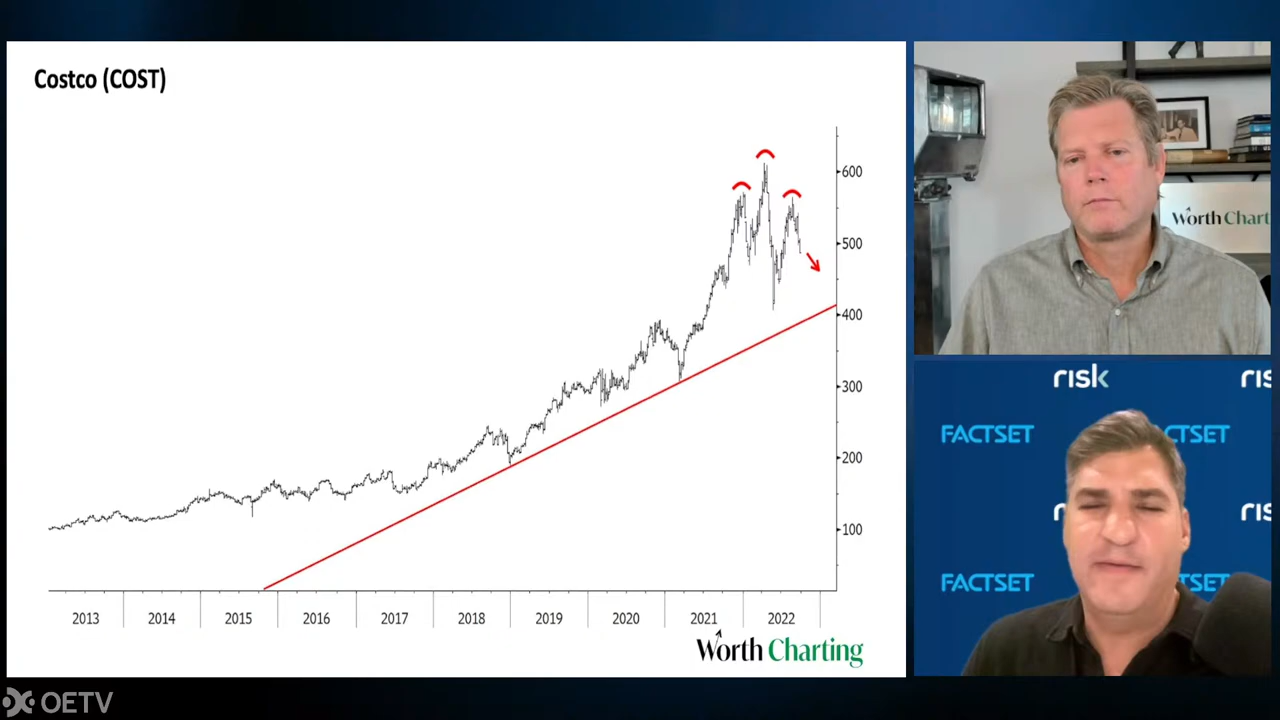 Costco (COST)
600
500
400
300
200
100
2013 2014 2015 2016 2017 2018 2019 2020 2021 2022
Worth Charting
Worth Chart
risk
FACTSET
FACTSET
OETV